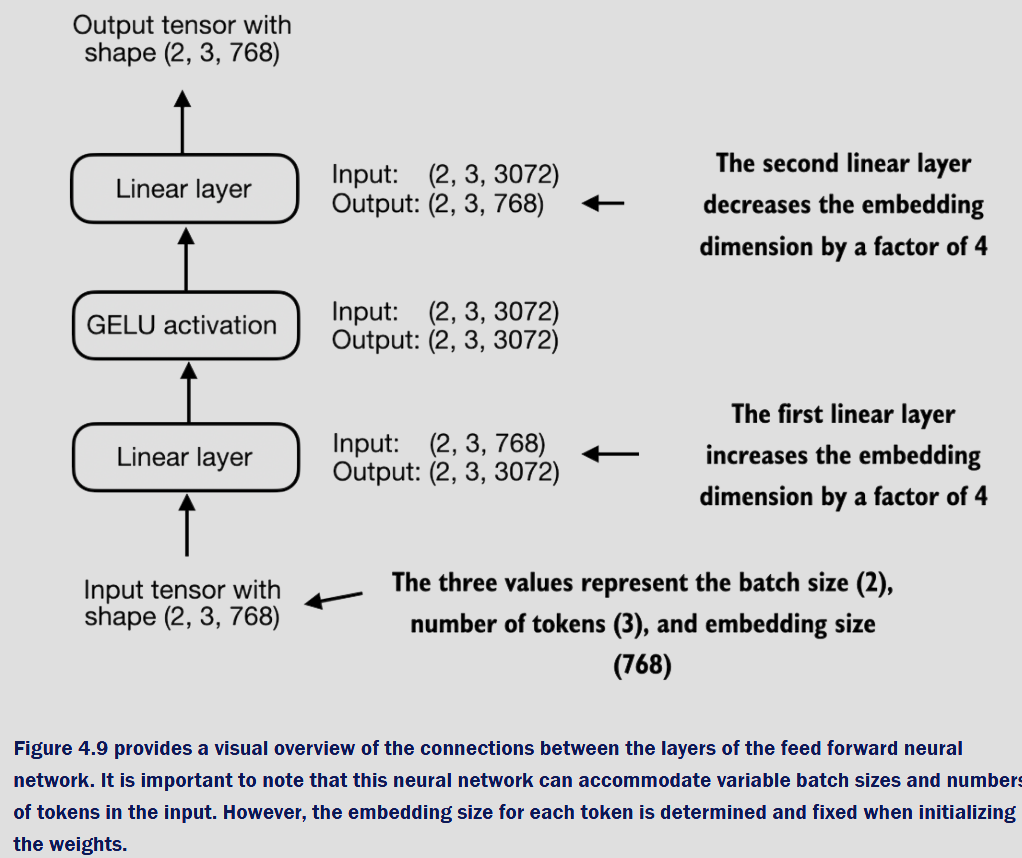 Output tensor with
shape (2, 3, 768)
Linear layer
Input: (2, 3, 3072)
Output: (2, 3, 768)
The second linear layer
decreases the embedding
dimension by a factor of 4
GELU activation
Input: (2, 3, 3072)
Output: (2, 3, 3072)
Linear layer
Input: (2, 3, 768)
Output: (2, 3, 3072)
The first linear layer
increases the embedding
dimension by a factor of 4
Input tensor with
shape (2, 3, 768)
The three values represent the batch size (2),
number of tokens (3), and embedding size
(768)
Figure 4.9 provides a visual overview of the connections between the layers of the feed forward neural
network. It is important to note that this neural network can accommodate variable batch sizes and numbers
of tokens in the input. However, the embedding size for each token is determined and fixed when initializing
the weights.